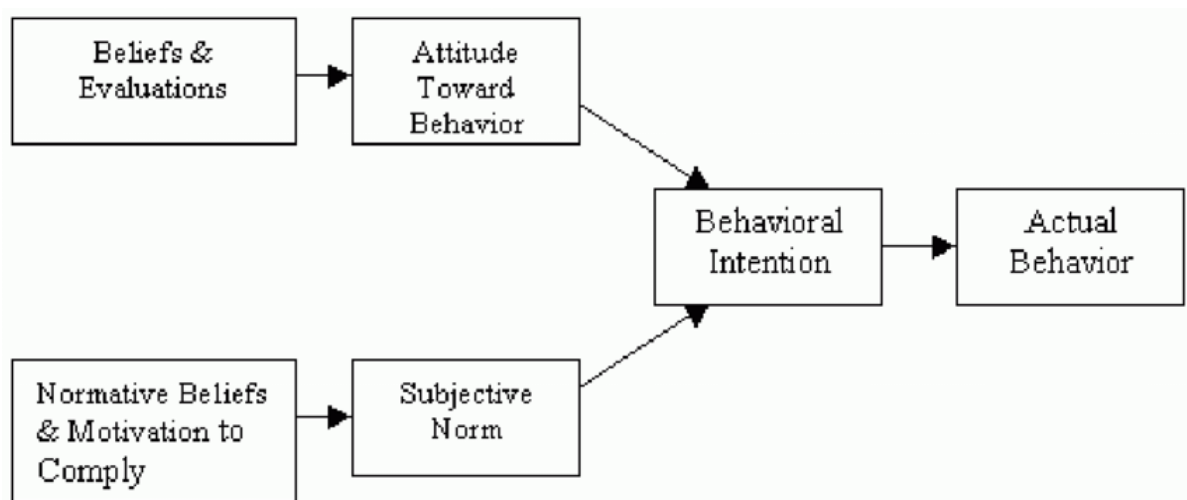 Beliefs &
Evaluations
Attitude
Toward
Behavior
Behavioral
Intention
Actual
Behavior
Normative Beliefs
& Motivation to
Comply
Subjective
Norm